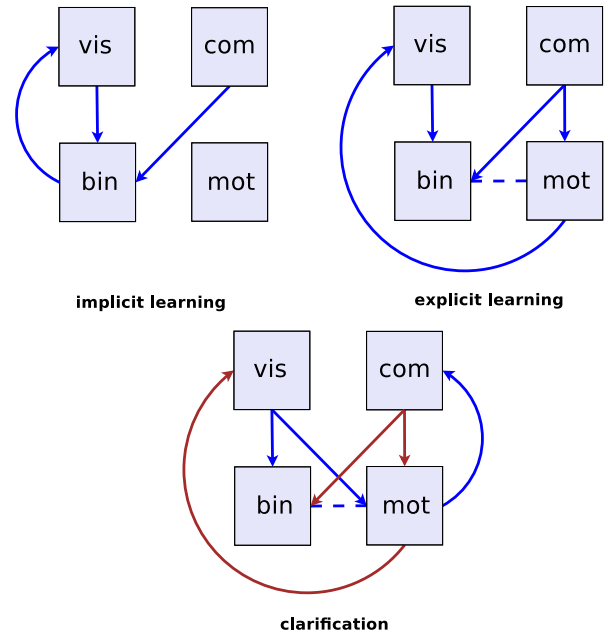 vis com
bin mot
implicit learning
vis com
bin mot
explicit learning
vis com
bin mot
clarification